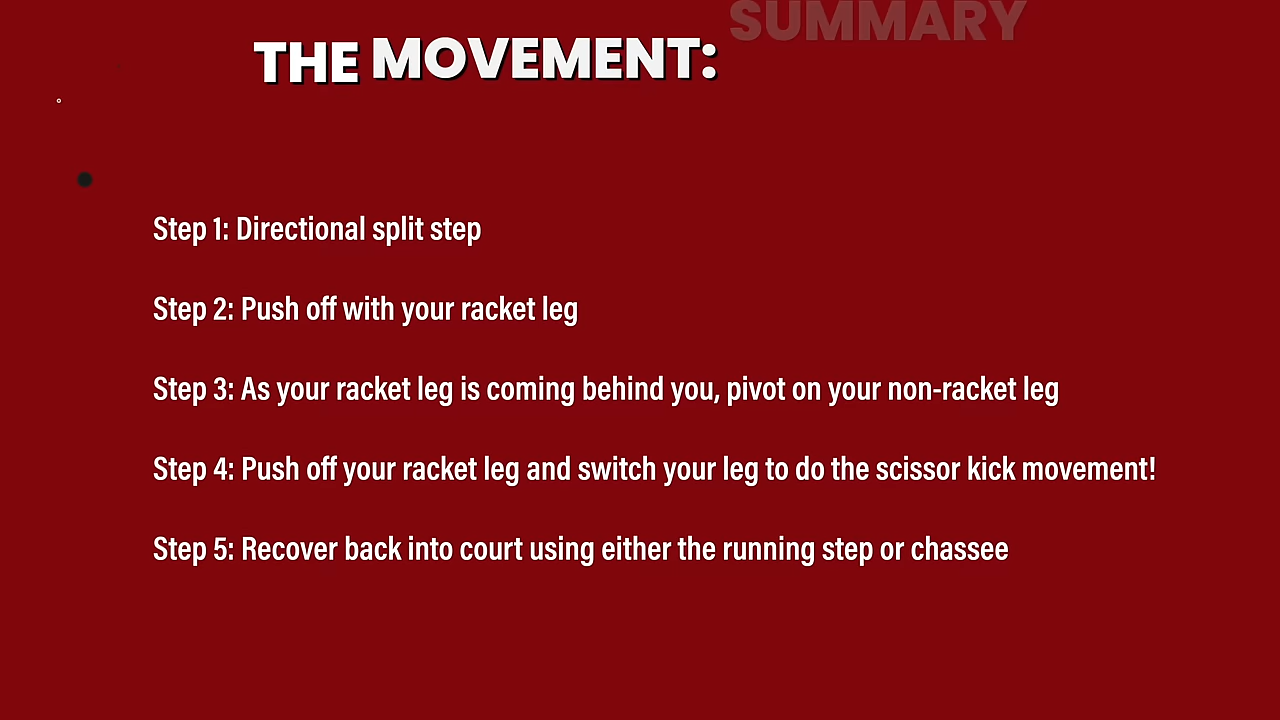 SUMMARY
THE MOVEMENT:
Step 1: Directional split step
Step 2: Push off with your racket leg
Step 3: As your racket leg is coming behind you, pivot on your non-racket leg
Step 4: Push off your racket leg and switch your leg to do the scissor kick movement!
Step 5: Recover back into court using either the running step or chassee